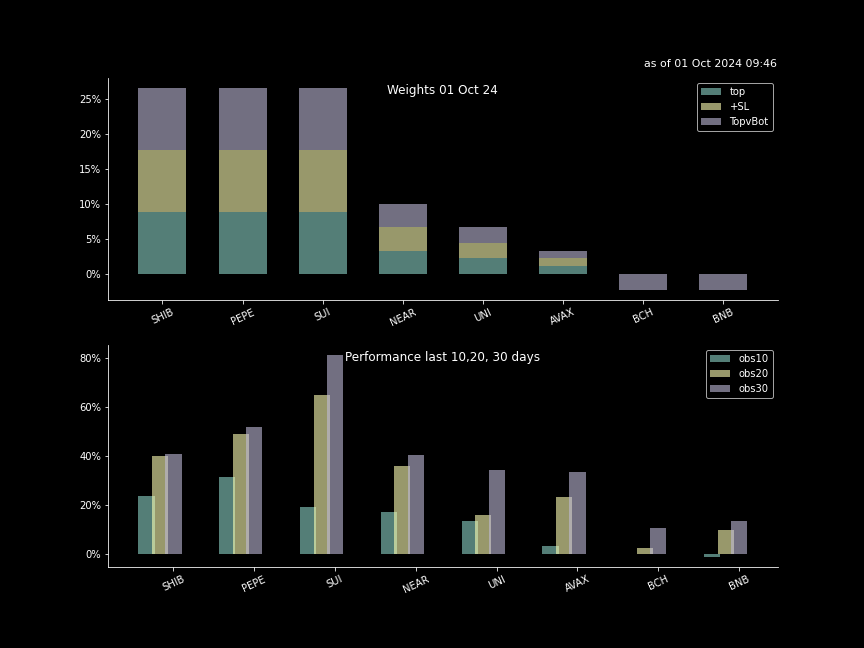 as of 01 Oct 2024 09:46
Weights 01 Oct 24
top
+SL
TopvBot
25%
20%
15%
10%
5%
0%
SHIB PEPE SUI NEAR UNI AVAX BCH BNB
Performance last 10,20, 30 days
obs10
obs20
obs30
80%
60%
40%
20%
0%
SHIB PEPE SUI NEAR UNI AVAX BCH BNB